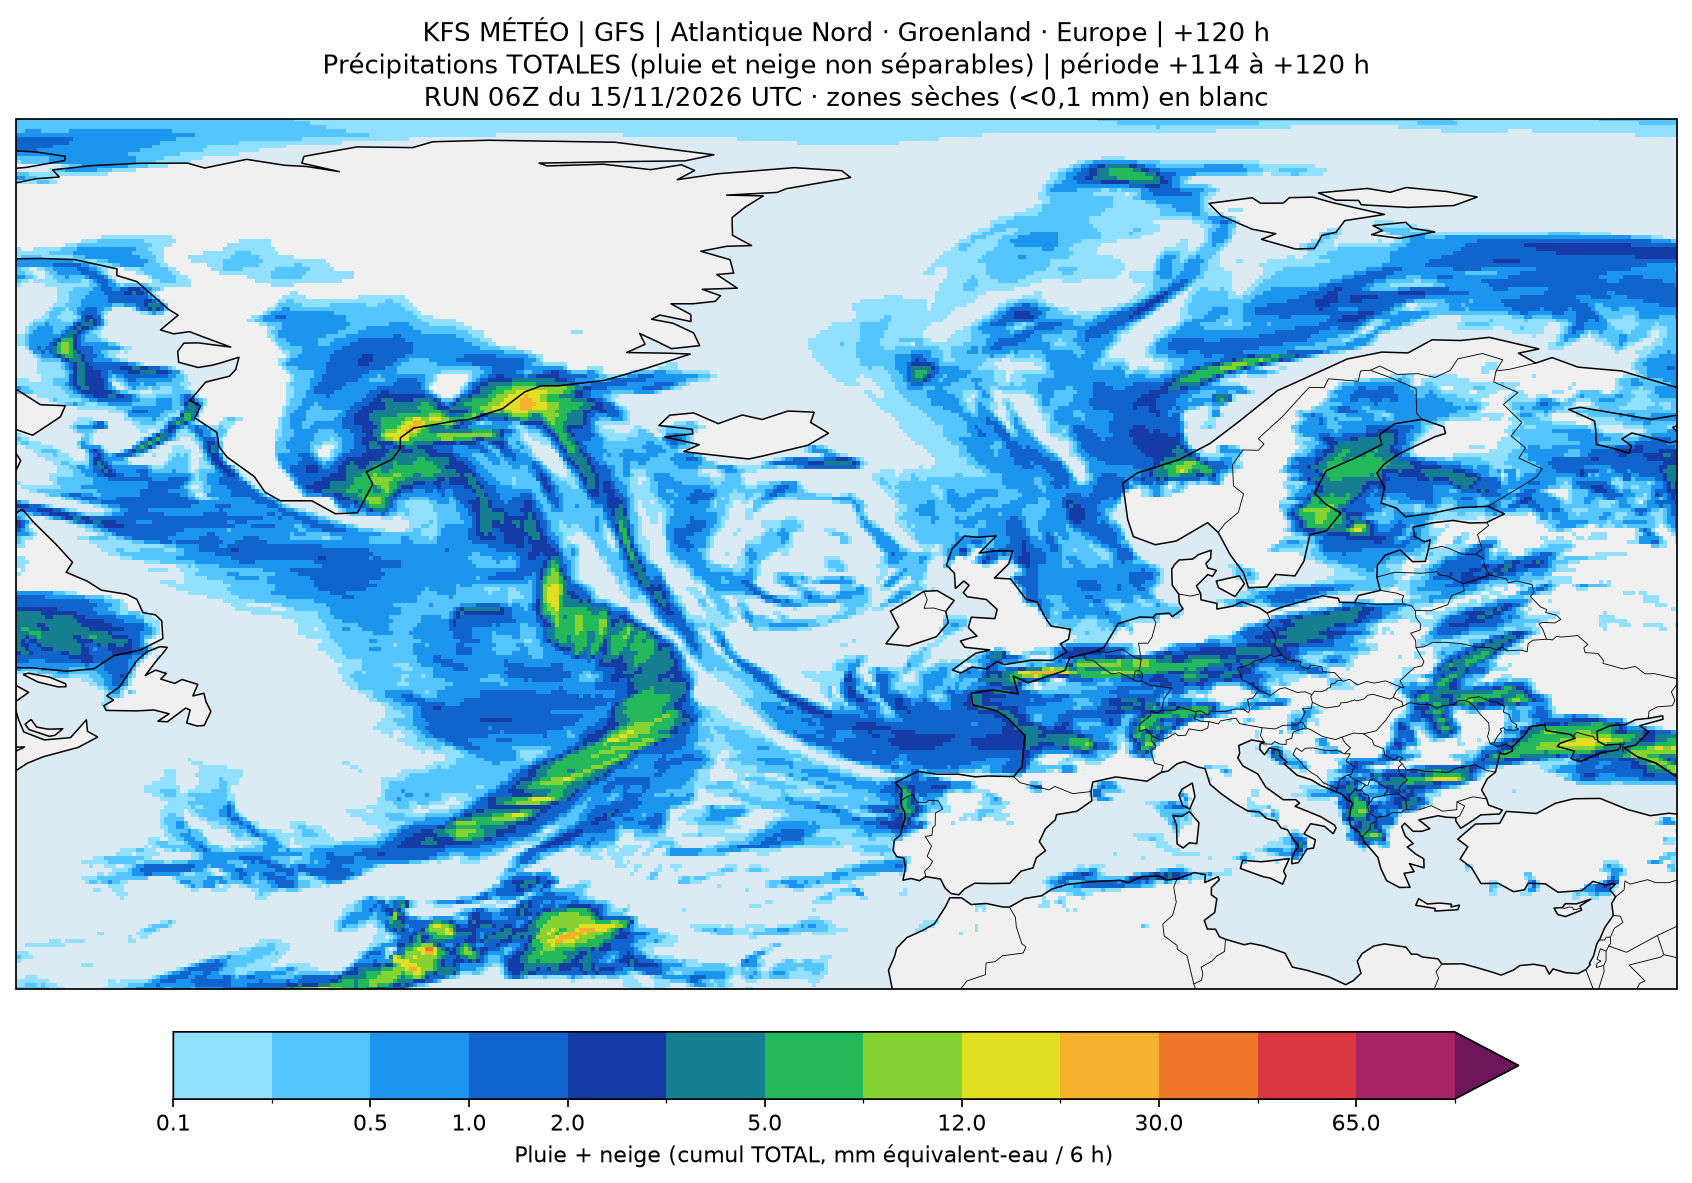 KFS MÉTÉO | GFS | Atlantique Nord · Groenland · Europe | +120 h
Précipitations TOTALES (pluie et neige non séparables) | période +114 à +120 h
RUN 06Z du 15/11/2026 UTC · zones sèches (<0,1 mm) en blanc
0.1 0.5 1.0 2.0 5.0 12.0 30.0 65.0
Pluie + neige (cumul TOTAL, mm équivalent-eau / 6 h)